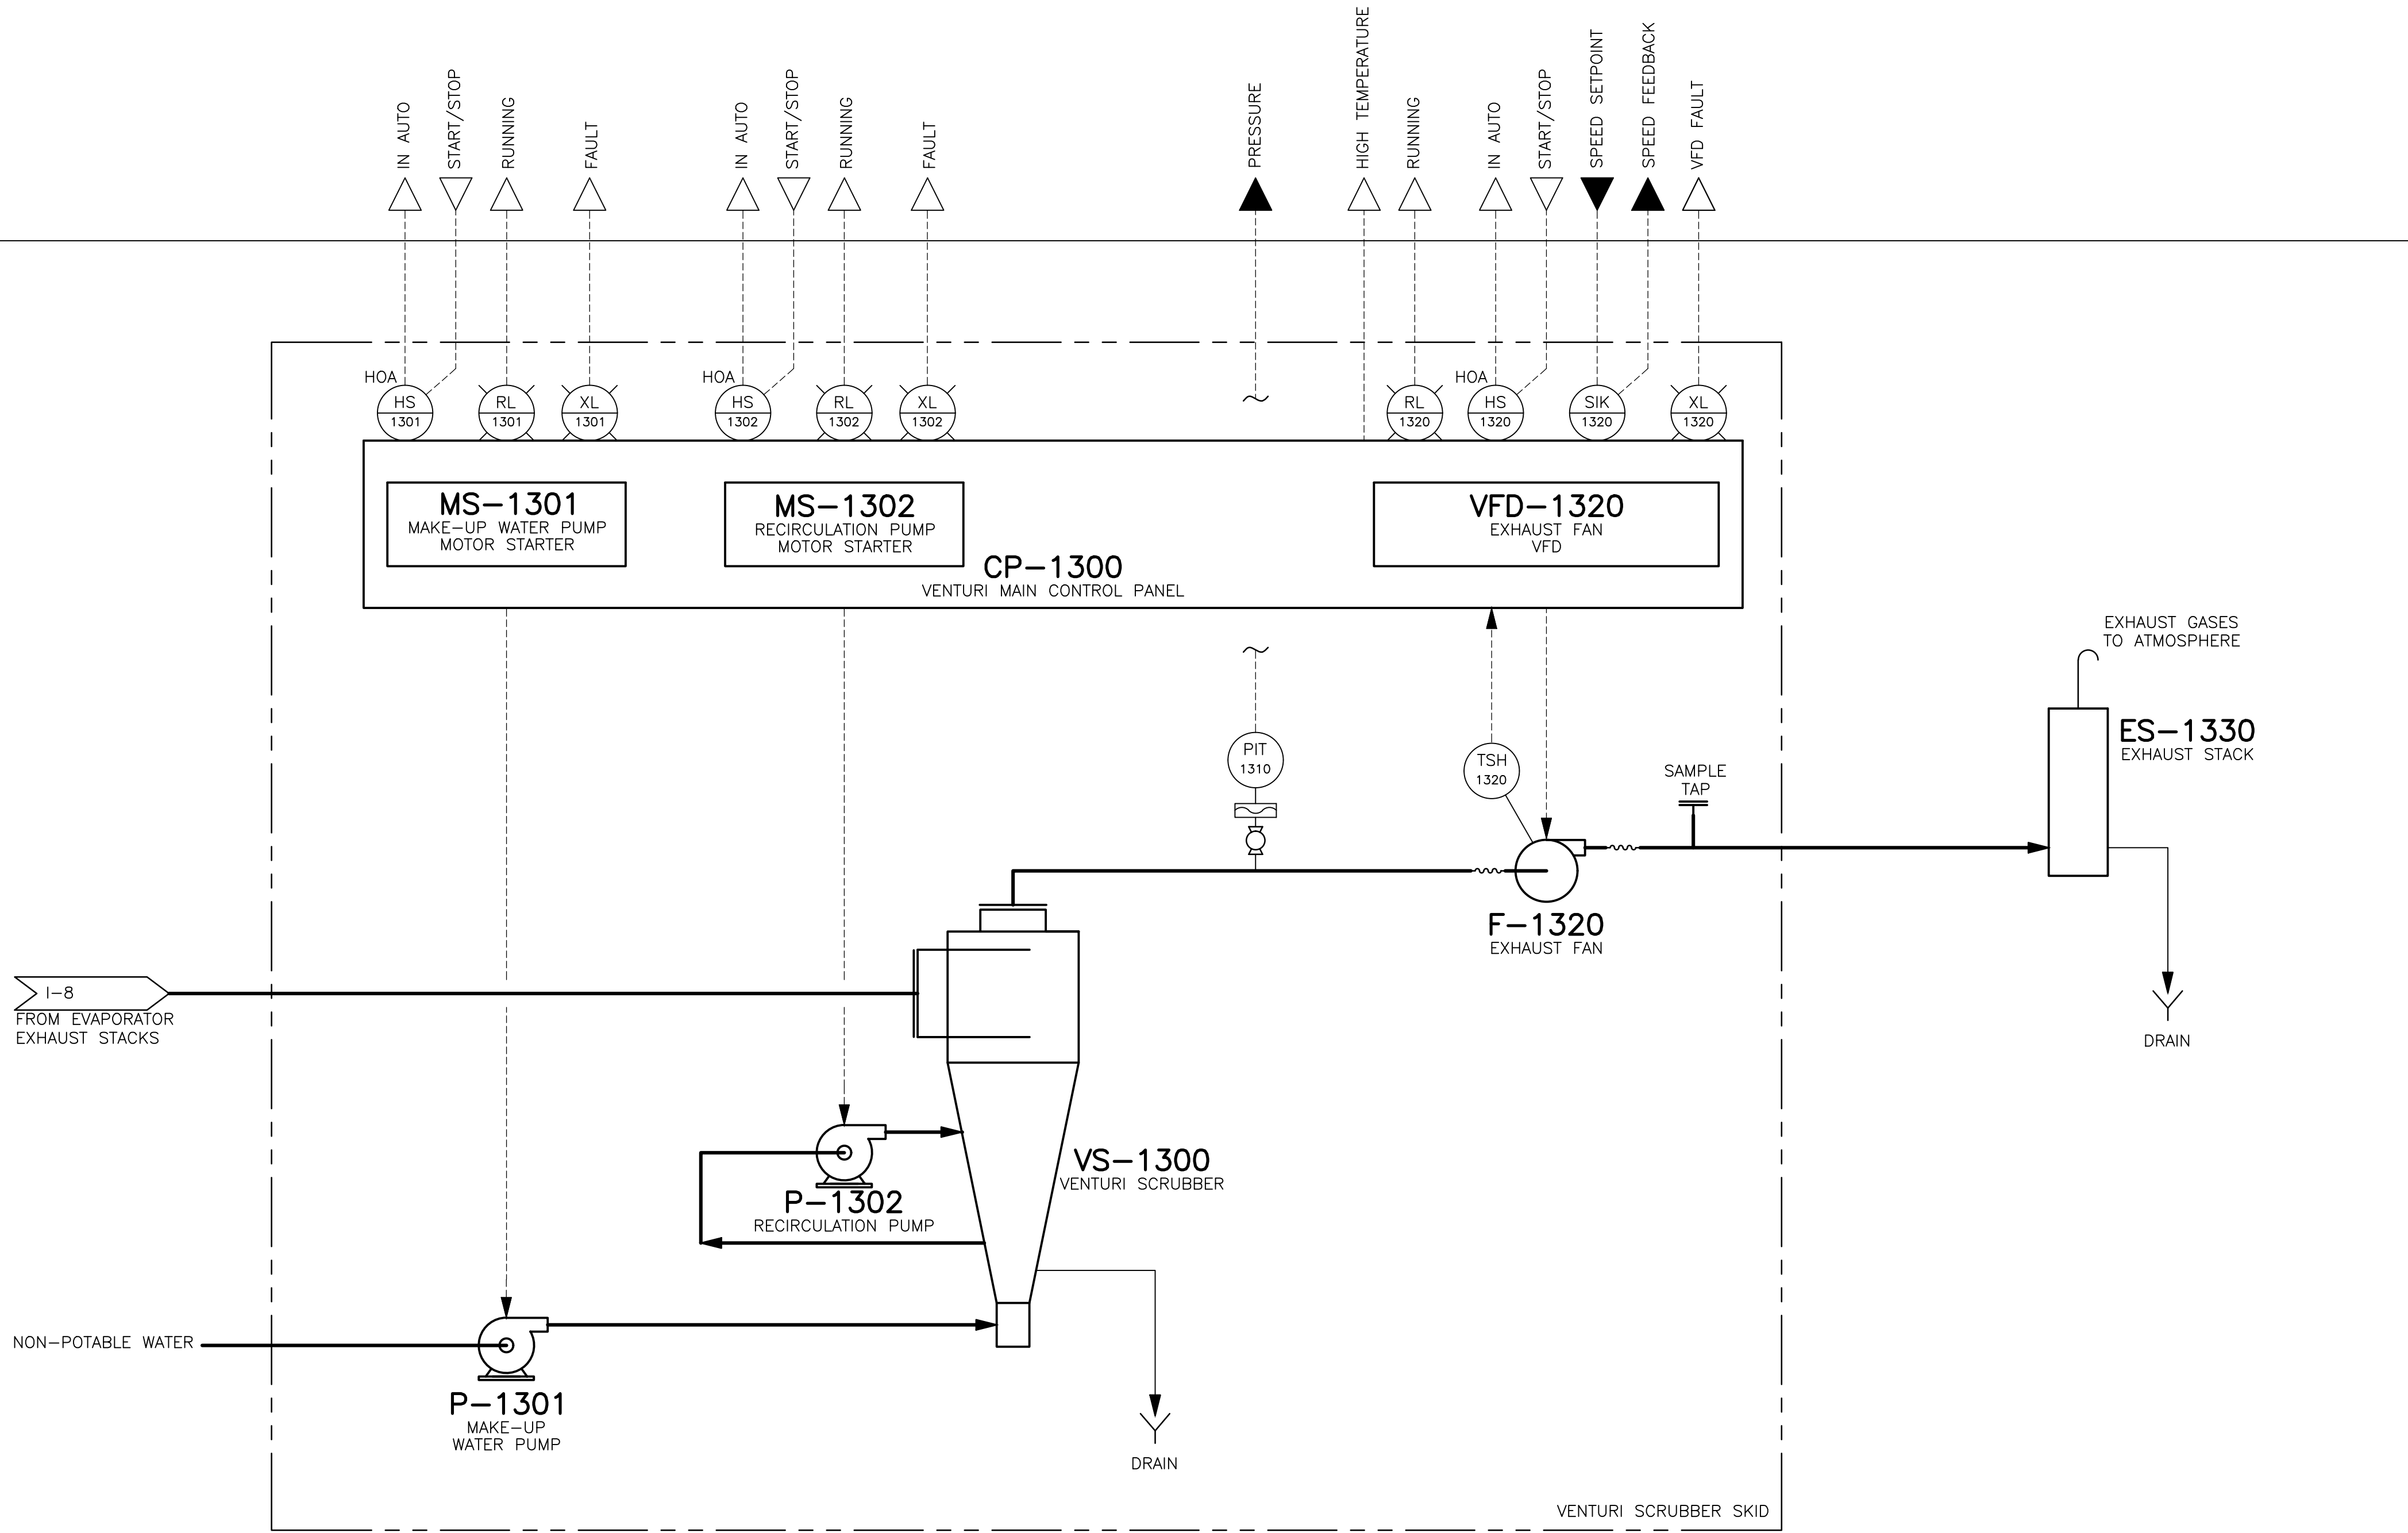 IN AUTO
START/STOP
RUNNING
FAULT
IN AUTO
START/STOP
RUNNING
FAULT
PRESSURE
HIGH TEMPERATURE
RUNNING
IN AUTO
START/STOP
SPEED SETPOINT
SPEED FEEDBACK
VFD FAULT
HOA
HS
1301
RL
1301
XL
1301
HOA
HS
1302
RL
1302
XL
1302
RL
1320
HOA
HS
1320
SIK
1320
XL
1320
MS-1301
MAKE-UP WATER PUMP
MOTOR STARTER
MS-1302
RECIRCULATION PUMP
MOTOR STARTER
VFD-1320
EXHAUST FAN
VFD
CP-1300
VENTURI MAIN CONTROL PANEL
EXHAUST GASES
TO ATMOSPHERE
PIT
1310
TSH
1320
SAMPLE
TAP
ES-1330
EXHAUST STACK
F-1320
EXHAUST FAN
I-8
FROM EVAPORATOR
EXHAUST STACKS
DRAIN
VS-1300
VENTURI SCRUBBER
P-1302
RECIRCULATION PUMP
NON-POTABLE WATER
P-1301
MAKE-UP
WATER PUMP
DRAIN
VENTURI SCRUBBER SKID